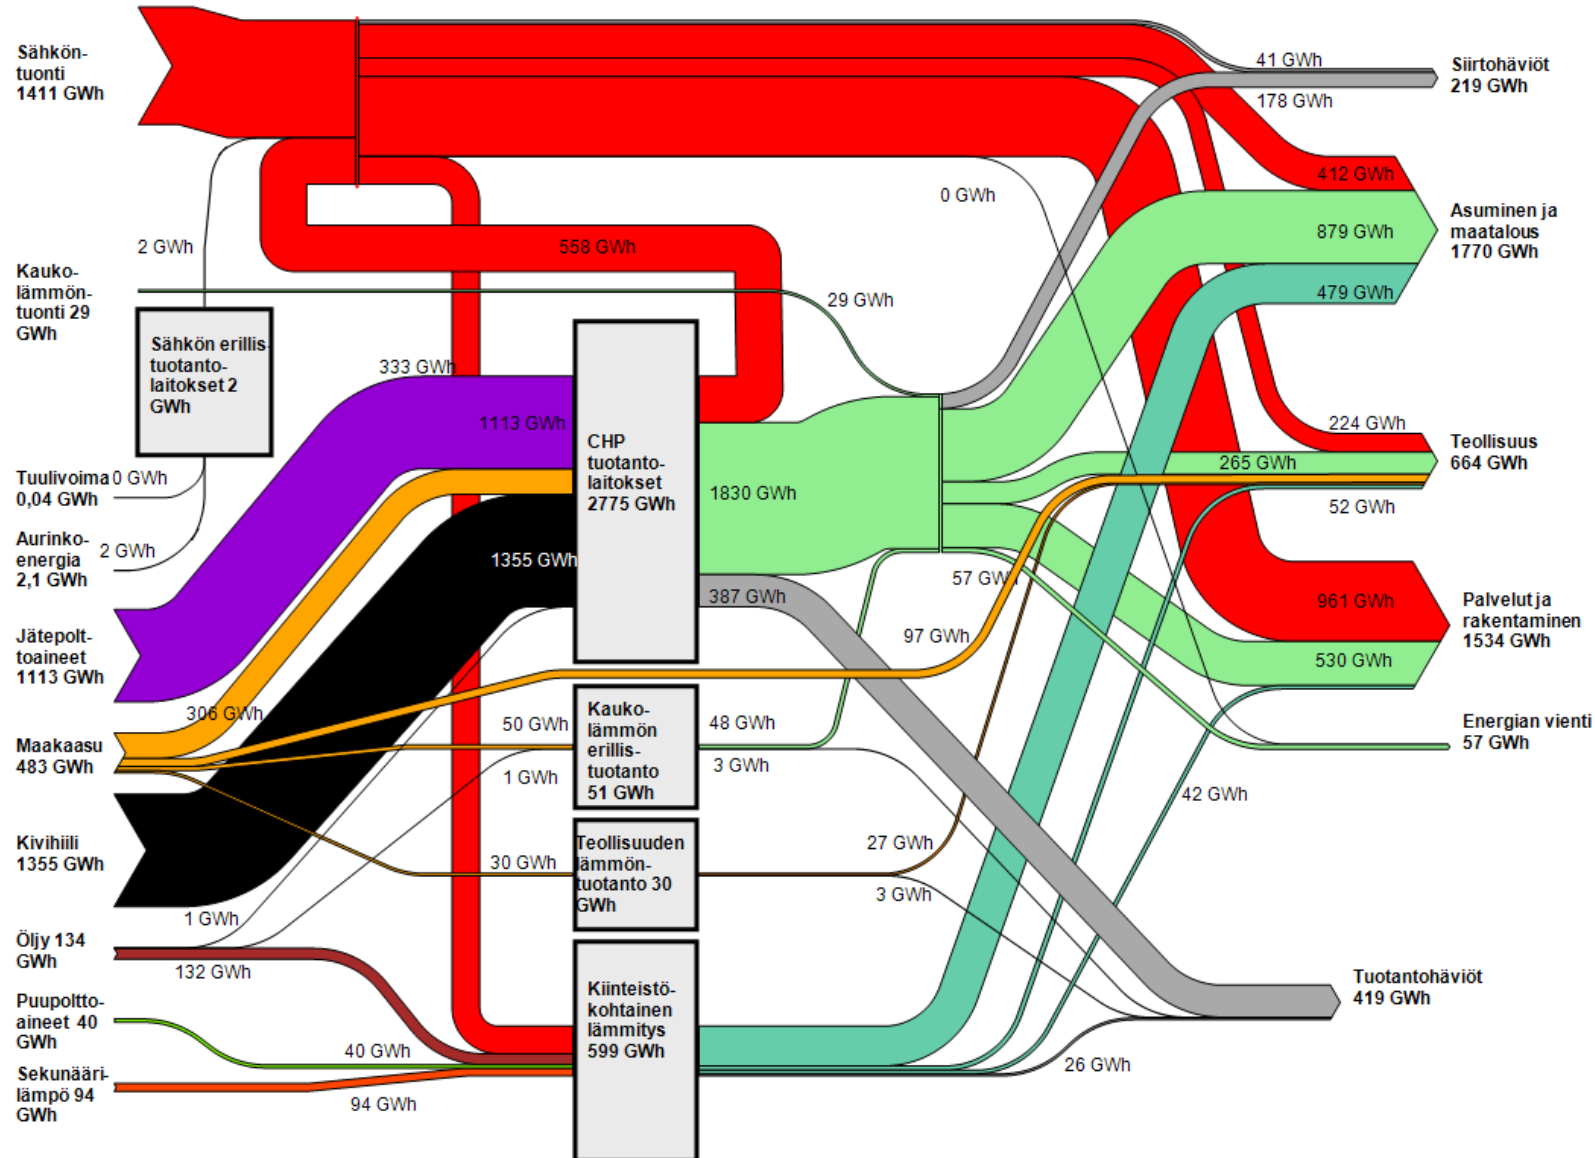 Sähkön-
tuonti
1411 GWh
41 GWh
178 GWh
Siirtohäviöt
219 GWh
412 GWh
0 GWh
879 GWh
Asuminen ja
maatalous
1770 GWh
479 GWh
2 GWh
558 GWh
Kauko-
lämmön-
tuonti 29
GWh
29 GWh
Sähkön erillis-
tuotanto-
laitokset 2
GWh
333 GWh
1113 GWh
CHP
tuotanto-
laitokset
2775 GWh
1830 GWh
224 GWh
Teollisuus
664 GWh
265 GWh
52 GWh
Tuulivoima
0,04 GWh
0 GWh
Aurinko-
energia
2,1 GWh
2 GWh
1355 GWh
57 GWh
387 GWh
961 GWh
Palvelut ja
rakentaminen
1534 GWh
530 GWh
97 GWh
Jätepolt-
toaineet
1113 GWh
306 GWh
Maakaasu
483 GWh
50 GWh
1 GWh
Kauko-
lämmön
erillis-
tuotanto
51 GWh
48 GWh
3 GWh
Energian vienti
57 GWh
42 GWh
Kivihiili
1355 GWh
30 GWh
Teollisuuden
lämmön-
tuotanto 30
GWh
27 GWh
3 GWh
1 GWh
Öljy 134
GWh
132 GWh
Kiinteistö-
kohtainen
lämmitys
599 GWh
Tuotantohäviöt
419 GWh
Puupoltto-
aineet 40
GWh
40 GWh
26 GWh
Sekunääri-
lämpö 94
GWh
94 GWh